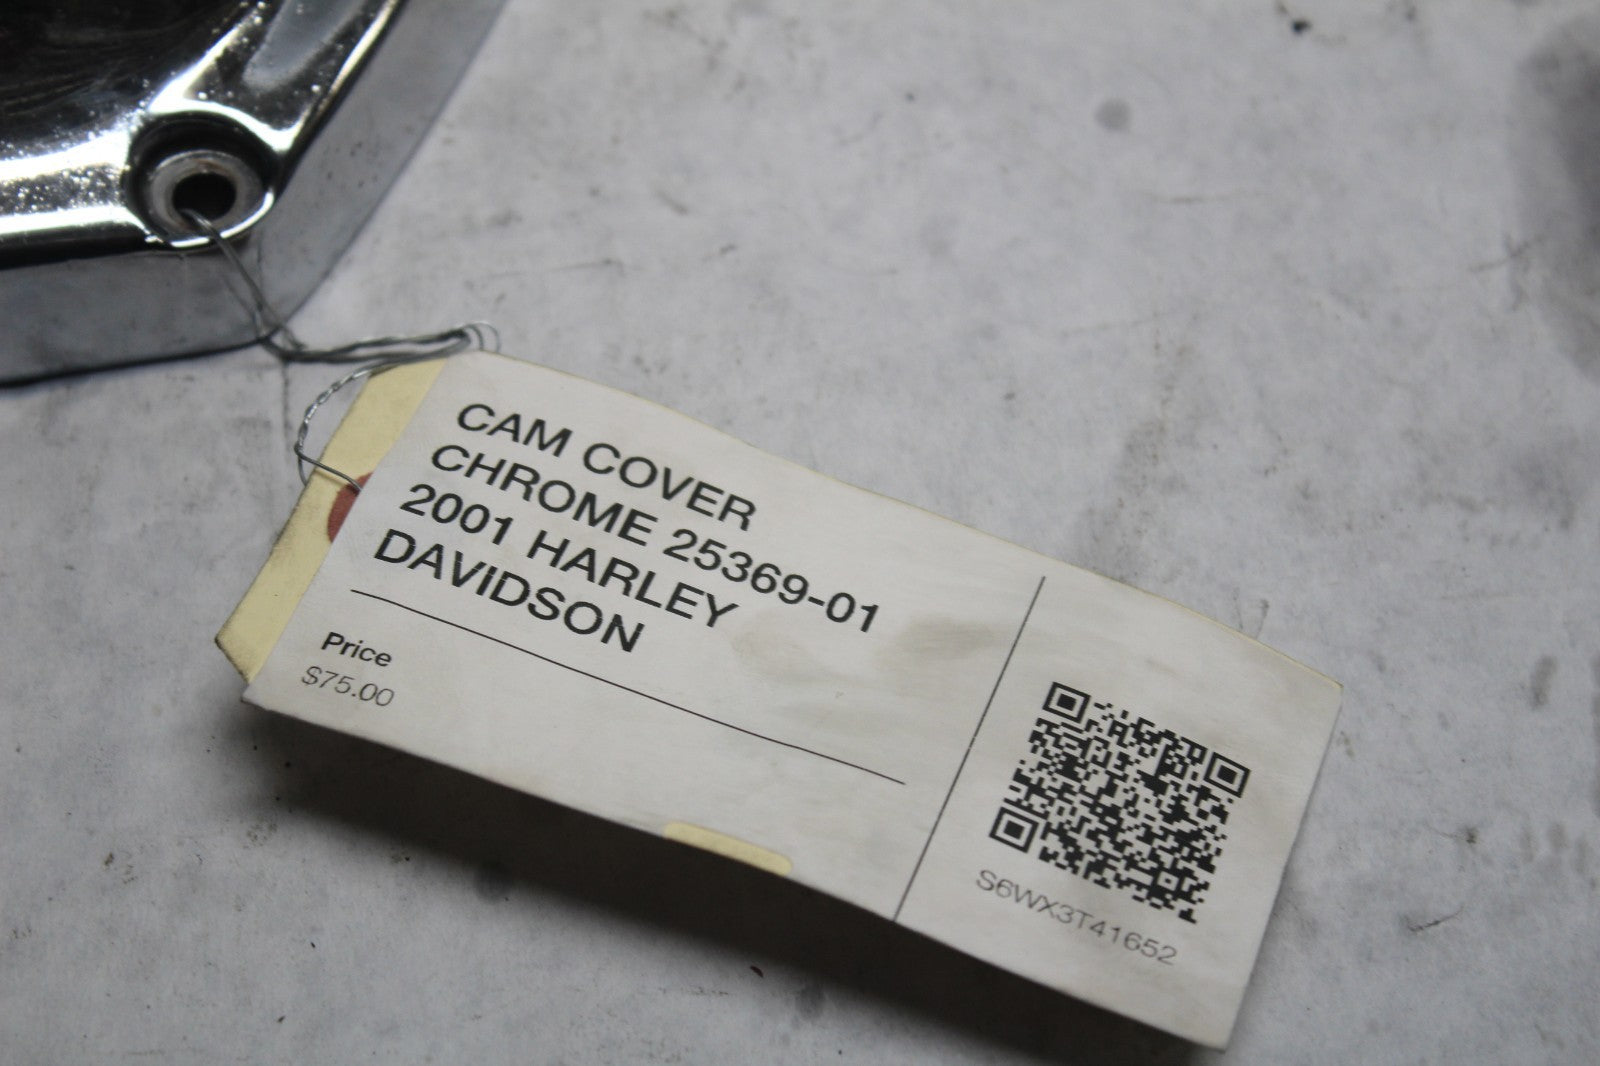 CAM COVER
CHROME 25369-01
2001 HARLEY
DAVIDSON
Price
$75.00
S6WX3T41652